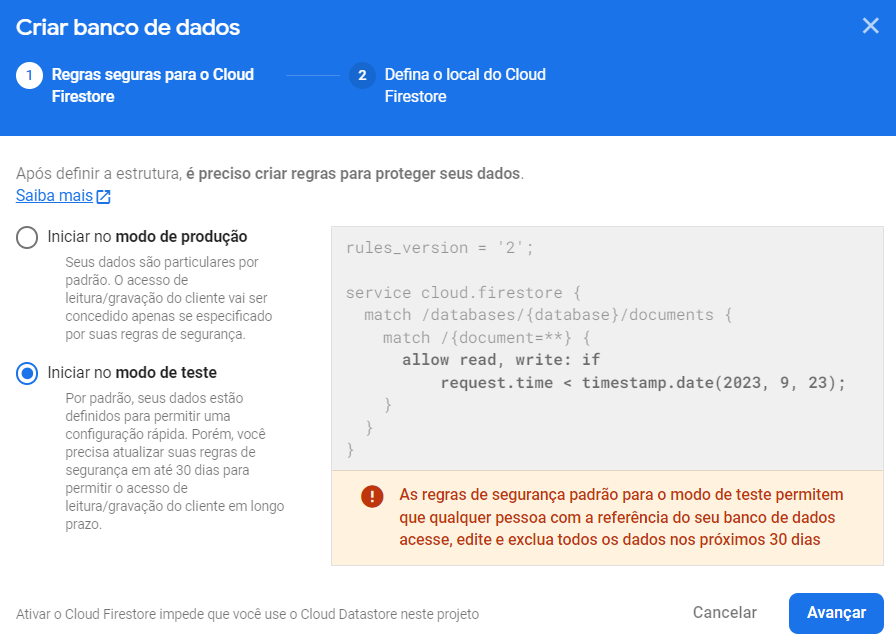 Criar banco de dados
1 Regras seguras para o Cloud
Firestore
2 Defina o local do Cloud
Firestore
Após definir a estrutura, é preciso criar regras para proteger seus dados.
Saiba mais
Iniciar no modo de produção
Seus dados são particulares por
padrão. O acesso de
leitura/gravação do cliente vai ser
concedido apenas se especificado
por suas regras de segurança.
Iniciar no modo de teste
Por padrão, seus dados estão
definidos para permitir uma
configuração rápida. Porém, você
precisa atualizar suas regras de
segurança em até 30 dias para
permitir o acesso de
leitura/gravação do cliente em longo
prazo.
rules_version = '2';
service cloud.firestore {
match /databases/{database}/documents {
match /{document=**} {
allow read, write: if
request.time < timestamp.date(2023, 9, 23);
}
}
}
As regras de segurança padrão para o modo de teste permitem
que qualquer pessoa com a referência do seu banco de dados
acesse, edite e exclua todos os dados nos próximos 30 dias
Ativar o Cloud Firestore impede que você use o Cloud Datastore neste projeto
Cancelar
Avançar